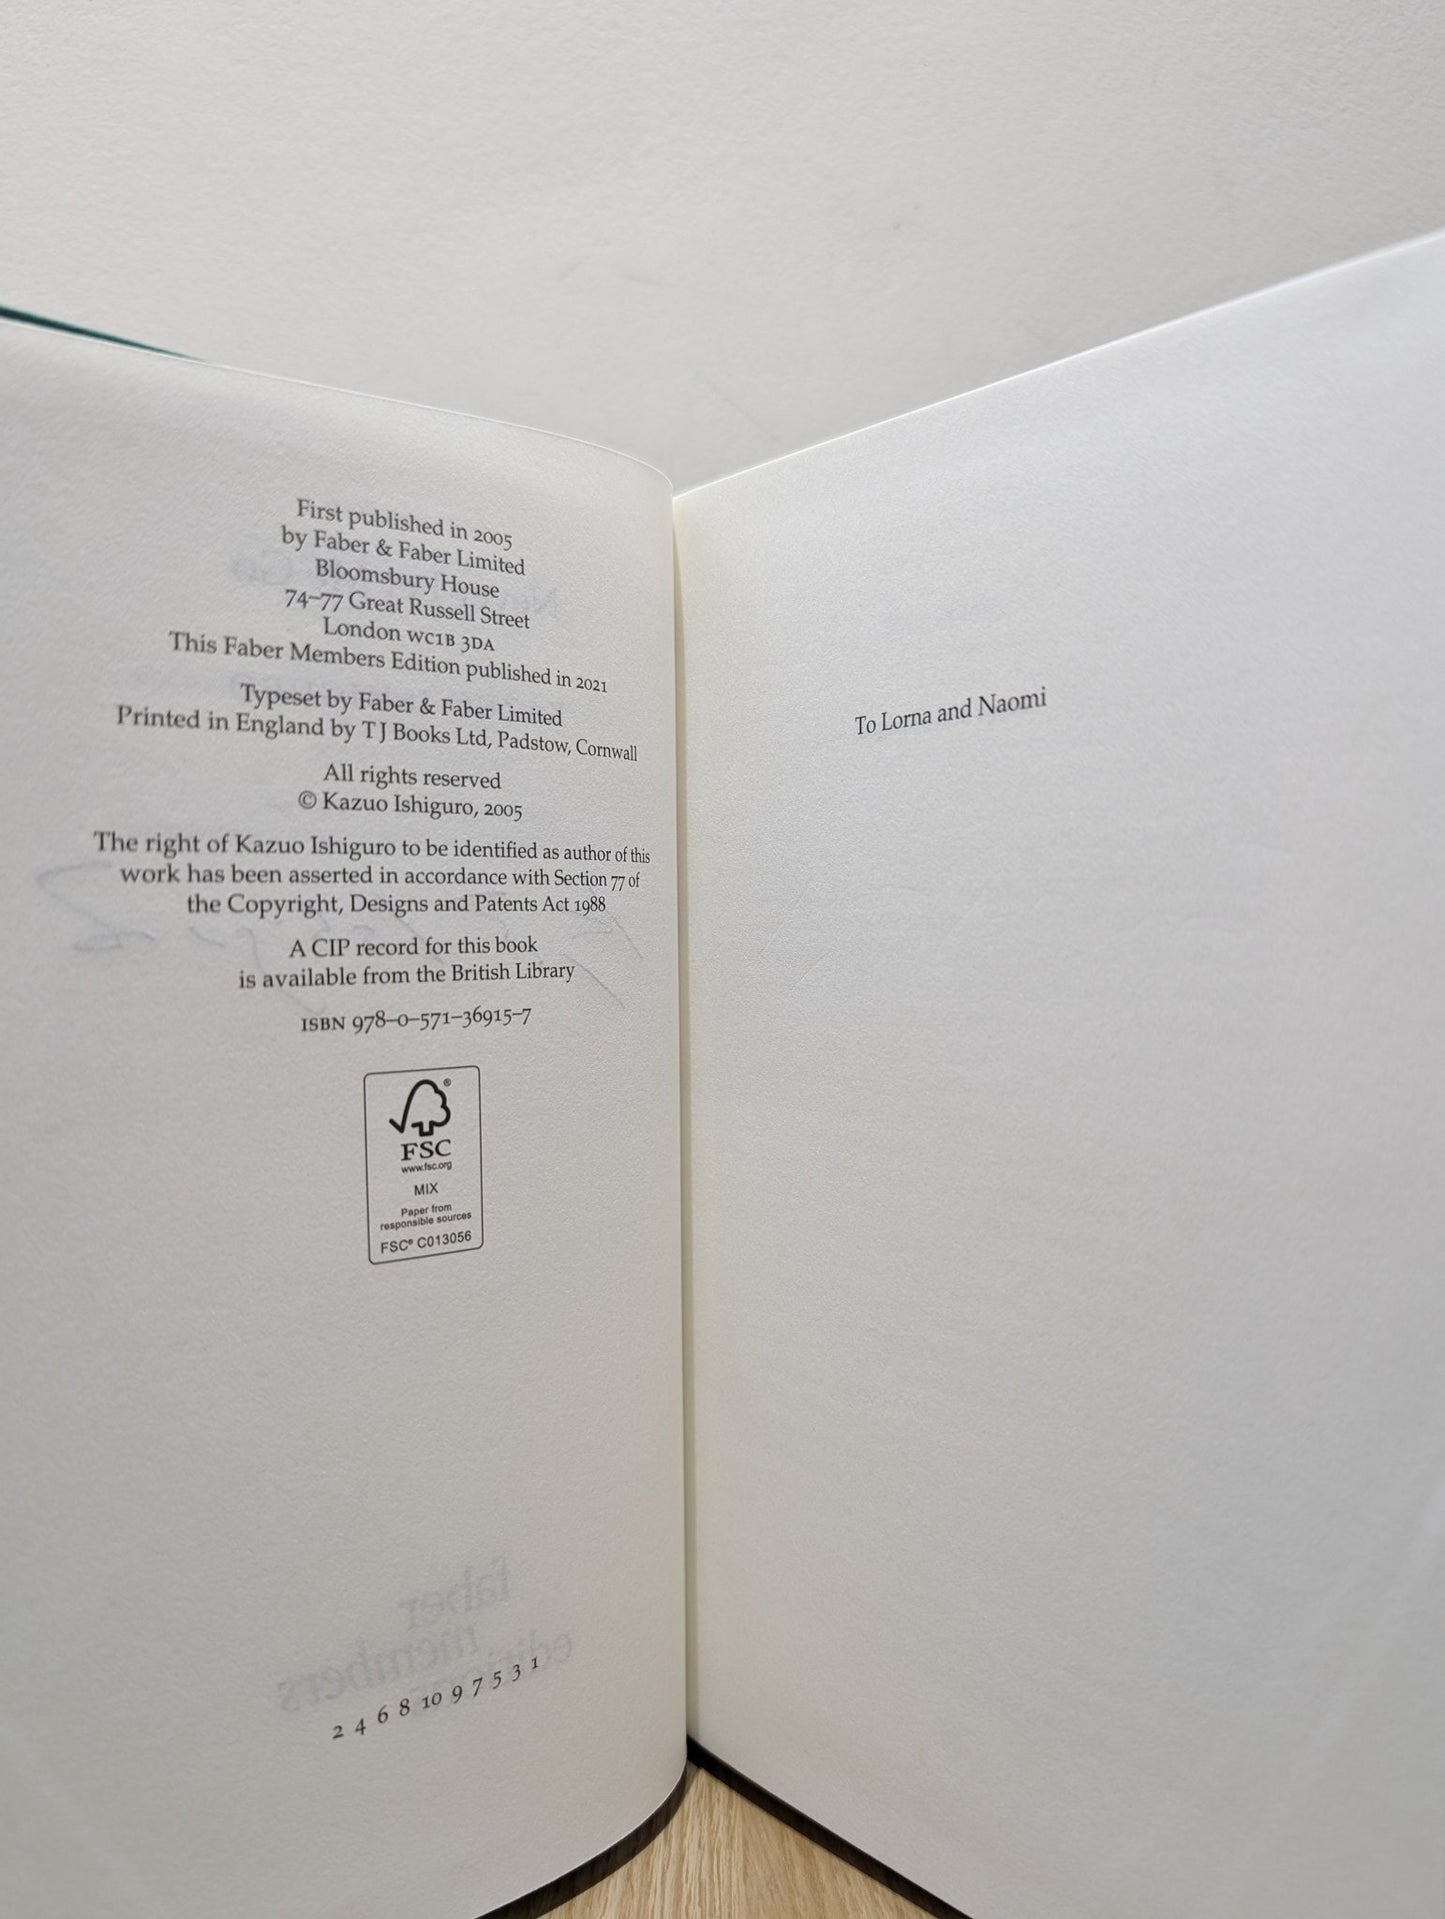 First published in 2005
by Faber & Faber Limited
Bloomsbury House
74–77 Great Russell Street
London WC1B 3DA
This Faber Members Edition published in 2021
Typeset by Faber & Faber Limited
Printed in England by TJ Books Ltd, Padstow, Cornwall
All rights reserved
© Kazuo Ishiguro, 2005
The right of Kazuo Ishiguro to be identified as author of this
work has been asserted in accordance with Section 77 of
the Copyright, Designs and Patents Act 1988
A CIP record for this book
is available from the British Library
ISBN 978–0–571–36915–7
FSC®
www.fsc.org
MIX
Paper from
responsible sources
FSC® C013056
faber
members
2 4 6 8 10 9 7 5 3 1
To Lorna and Naomi